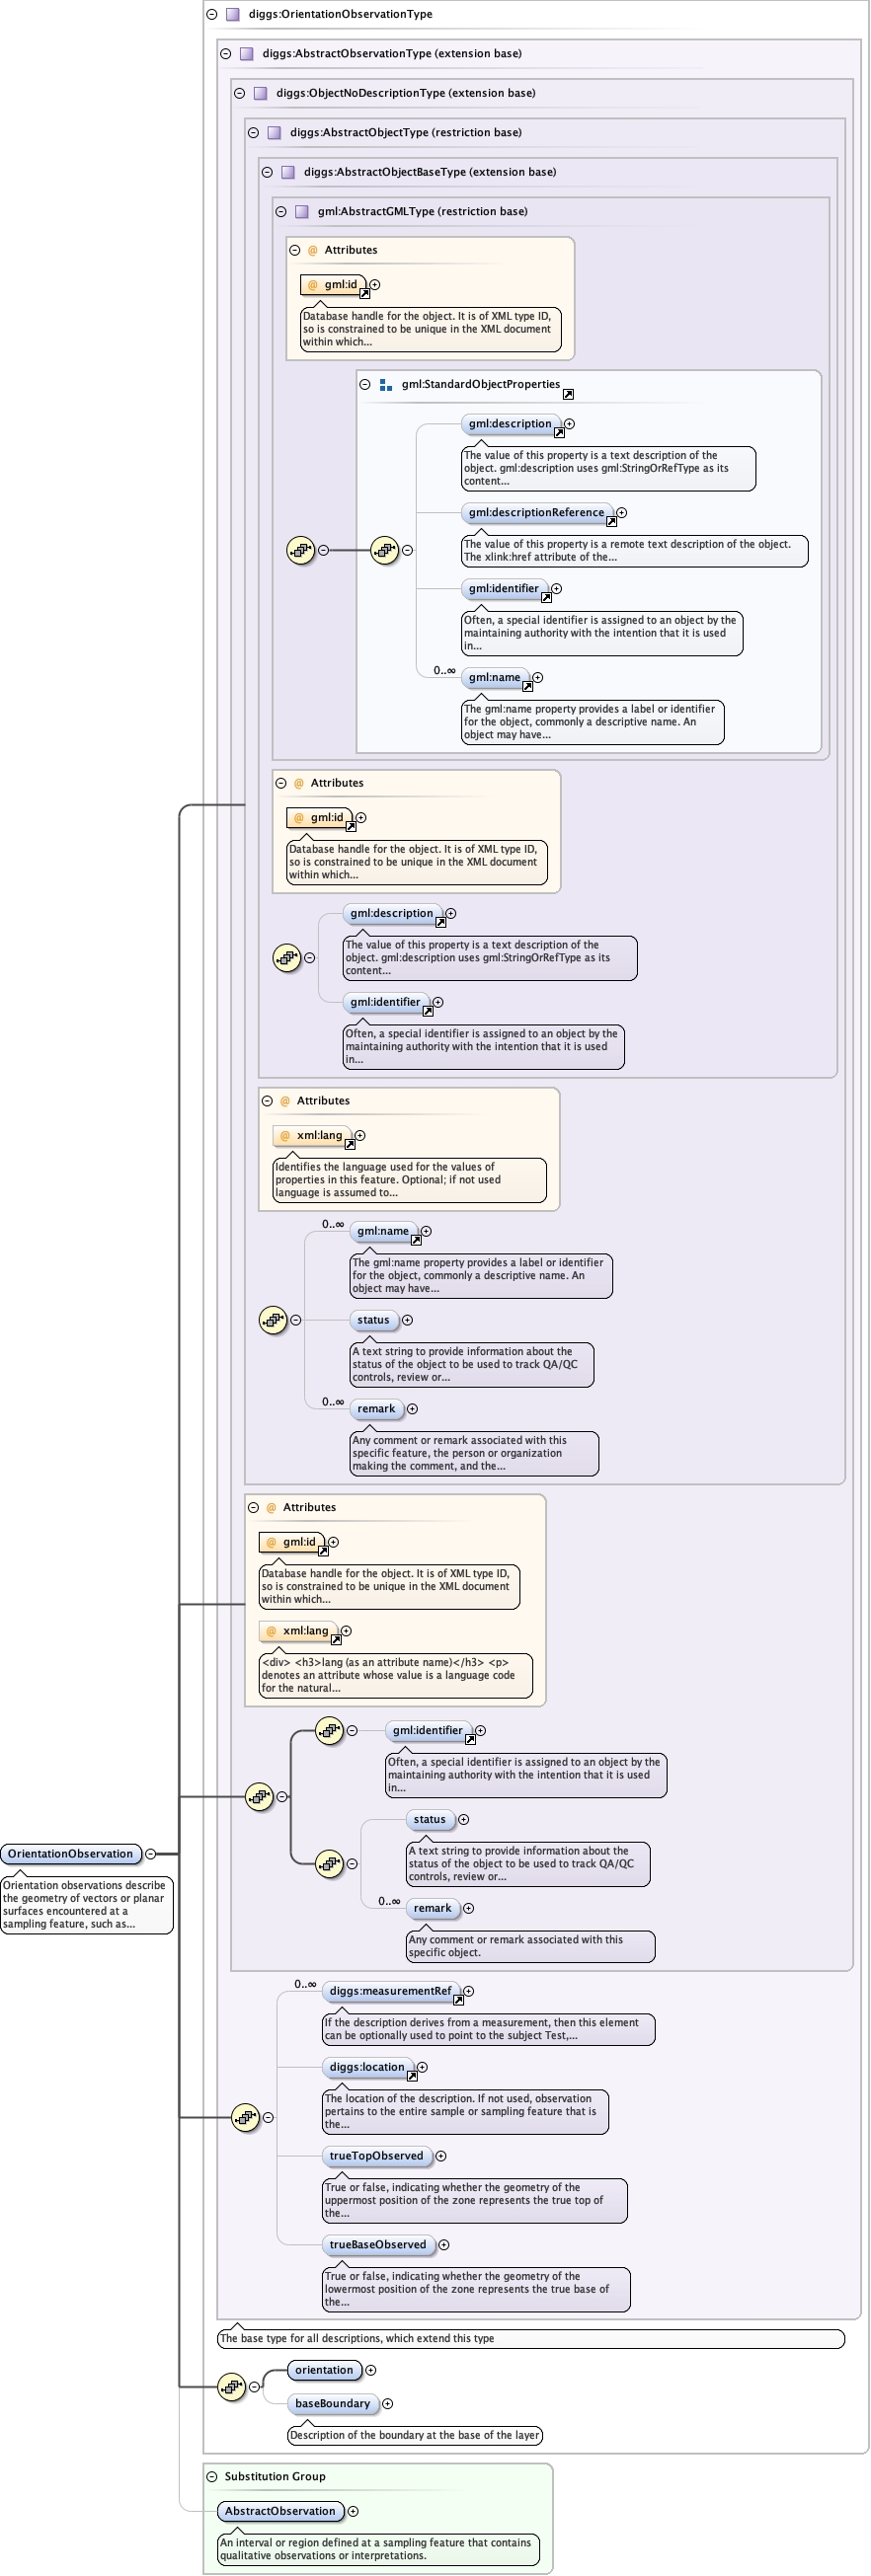 diggs:OrientationObservationType
diggs:AbstractObservationType (extension base)
diggs:ObjectNoDescriptionType (extension base)
diggs:AbstractObjectType (restriction base)
diggs:AbstractObjectBaseType (extension base)
gml:AbstractGMLType (restriction base)
@ Attributes
@ gml:id
Database handle for the object. It is of XML type ID,
so is constrained to be unique in the XML document
within which...
gml:StandardObjectProperties
gml:description
The value of this property is a text description of the
object. gml:description uses gml:StringOrRefType as its
content...
gml:descriptionReference
The value of this property is a remote text description of the object.
The xlink:href attribute of the...
gml:identifier
Often, a special identifier is assigned to an object by the
maintaining authority with the intention that it is used
in...
0..∞
gml:name
The gml:name property provides a label or identifier
for the object, commonly a descriptive name. An
object may have...
@ Attributes
@ gml:id
Database handle for the object. It is of XML type ID,
so is constrained to be unique in the XML document
within which...
gml:description
The value of this property is a text description of the
object. gml:description uses gml:StringOrRefType as its
content...
gml:identifier
Often, a special identifier is assigned to an object by the
maintaining authority with the intention that it is used
in...
@ Attributes
@ xml:lang
Identifies the language used for the values of
properties in this feature. Optional; if not used
language is assumed to...
0..∞
gml:name
The gml:name property provides a label or identifier
for the object, commonly a descriptive name. An
object may have...
status
A text string to provide information about the
status of the object to be used to track QA/QC
controls, review or...
0..∞
remark
Any comment or remark associated with this
specific feature, the person or organization
making the comment, and the...
@ Attributes
@ gml:id
Database handle for the object. It is of XML type ID,
so is constrained to be unique in the XML document
within which...
@ xml:lang
<div> <h3>lang (as an attribute name)</h3> <p>
denotes an attribute whose value is a language code
for the natural...
gml:identifier
Often, a special identifier is assigned to an object by the
maintaining authority with the intention that it is used
in...
status
A text string to provide information about the
status of the object to be used to track QA/QC
controls, review or...
0..∞
remark
Any comment or remark associated with this
specific object.
OrientationObservation
Orientation observations describe
the geometry of vectors or planar
surfaces encountered at a
sampling feature, such as...
0..∞
diggs:measurementRef
If the description derives from a measurement, then this element
can be optionally used to point to the subject Test,...
diggs:location
The location of the description. If not used, observation
pertains to the entire sample or sampling feature that is
the...
trueTopObserved
True or false, indicating whether the geometry of the
uppermost position of the zone represents the true top of
the...
trueBaseObserved
True or false, indicating whether the geometry of the
lowermost position of the zone represents the true base of
the...
The base type for all descriptions, which extend this type
orientation
baseBoundary
Description of the boundary at the base of the layer
Substitution Group
AbstractObservation
An interval or region defined at a sampling feature that contains
qualitative observations or interpretations.